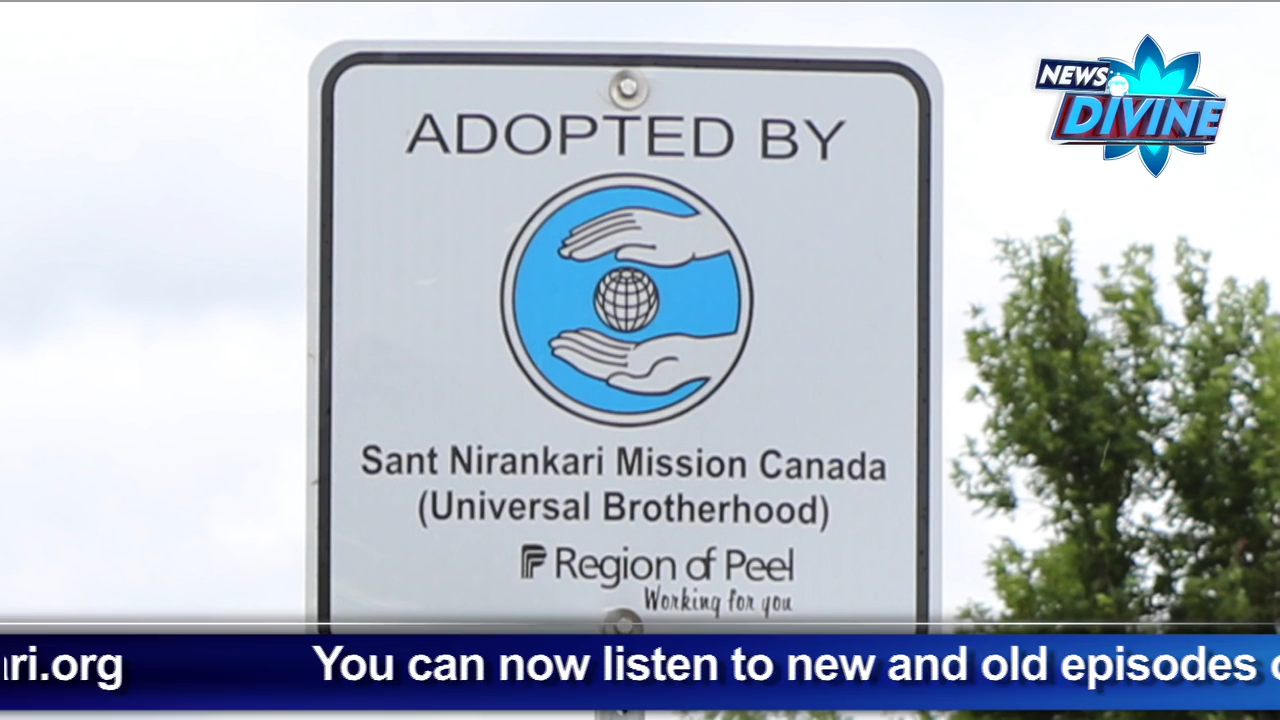 NEWS
DIVINE
ADOPTED BY
Sant Nirankari Mission Canada
(Universal Brotherhood)
Region of Peel
Working for you
ri.org
You can now listen to new and old episodes